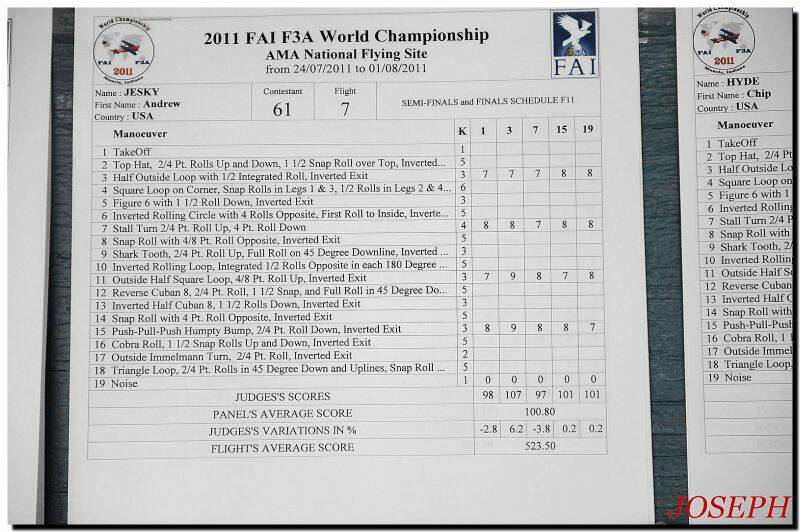 World Championship
FAI F3A
2011
Muncie, Indiana
2011 FAI F3A World Championship
AMA National Flying Site
from 24/07/2011 to 01/08/2011
FAI
Name : JESKY
First Name : Andrew
Country : USA
Contestant
61
Flight
7
SEMI-FINALS and FINALS SCHEDULE F11
Manoeuver K 1 3 7 15 19
1 TakeOff 1
2 Top Hat, 2/4 Pt. Rolls Up and Down, 1 1/2 Snap Roll over Top, Inverted... 5
3 Half Outside Loop with 1/2 Integrated Roll, Inverted Exit 3 7 7 7 8 8
4 Square Loop on Corner, Snap Rolls in Legs 1 & 3, 1/2 Rolls in Legs 2 & 4... 6
5 Figure 6 with 1 1/2 Roll Down, Inverted Exit 3
6 Inverted Rolling Circle with 4 Rolls Opposite, First Roll to Inside, Inverte... 5
7 Stall Turn 2/4 Pt. Roll Up, 4 Pt. Roll Down 4 8 8 7 8 8
8 Snap Roll with 4/8 Pt. Roll Opposite, Inverted Exit 5
9 Shark Tooth, 2/4 Pt. Roll Up, Full Roll on 45 Degree Downline, Inverted ... 3
10 Inverted Rolling Loop, Integrated 1/2 Rolls Opposite in each 180 Degree ... 5
11 Outside Half Square Loop, 4/8 Pt. Roll Up, Inverted Exit 3 7 9 8 7 8
12 Reverse Cuban 8, 2/4 Pt. Roll, 1 1/2 Snap, and Full Roll in 45 Degree Do... 5
13 Inverted Half Cuban 8, 1 1/2 Rolls Down, Inverted Exit 3
14 Snap Roll with 4 Pt. Roll Opposite, Inverted Exit 5
15 Push-Pull-Push Humpty Bump, 2/4 Pt. Roll Down, Inverted Exit 3 8 9 8 8 7
16 Cobra Roll, 1 1/2 Snap Rolls Up and Down, Inverted Exit 5
17 Outside Immelmann Turn, 2/4 Pt. Roll, Inverted Exit 2
18 Triangle Loop, 2/4 Pt. Rolls in 45 Degree Down and Uplines, Snap Roll ... 5
19 Noise 1 0 0 0 0 0
JUDGES'S SCORES 98 107 97 101 101
PANEL'S AVERAGE SCORE 100.80
JUDGES'S VARIATIONS IN % -2.8 6.2 -3.8 0.2 0.2
FLIGHT'S AVERAGE SCORE 523.50
World Championship
FAI F3A
2011
Muncie, Indiana
Name : HYDE
First Name : Chip
Country : USA
Manoeuver
1 TakeOff
2 Top Hat, 2/4 P
3 Half Outside L
4 Square Loop on
5 Figure 6 with 1
6 Inverted Rolling
7 Stall Turn 2/4 P
8 Snap Roll with
9 Shark Tooth, 2/
10 Inverted Rolling
11 Outside Half Sq
12 Reverse Cuban
13 Inverted Half C
14 Snap Roll with 4
15 Push-Pull-Push
16 Cobra Roll, 1 1
17 Outside Immelm
18 Triangle Loop,
19 Noise
JOSEPH